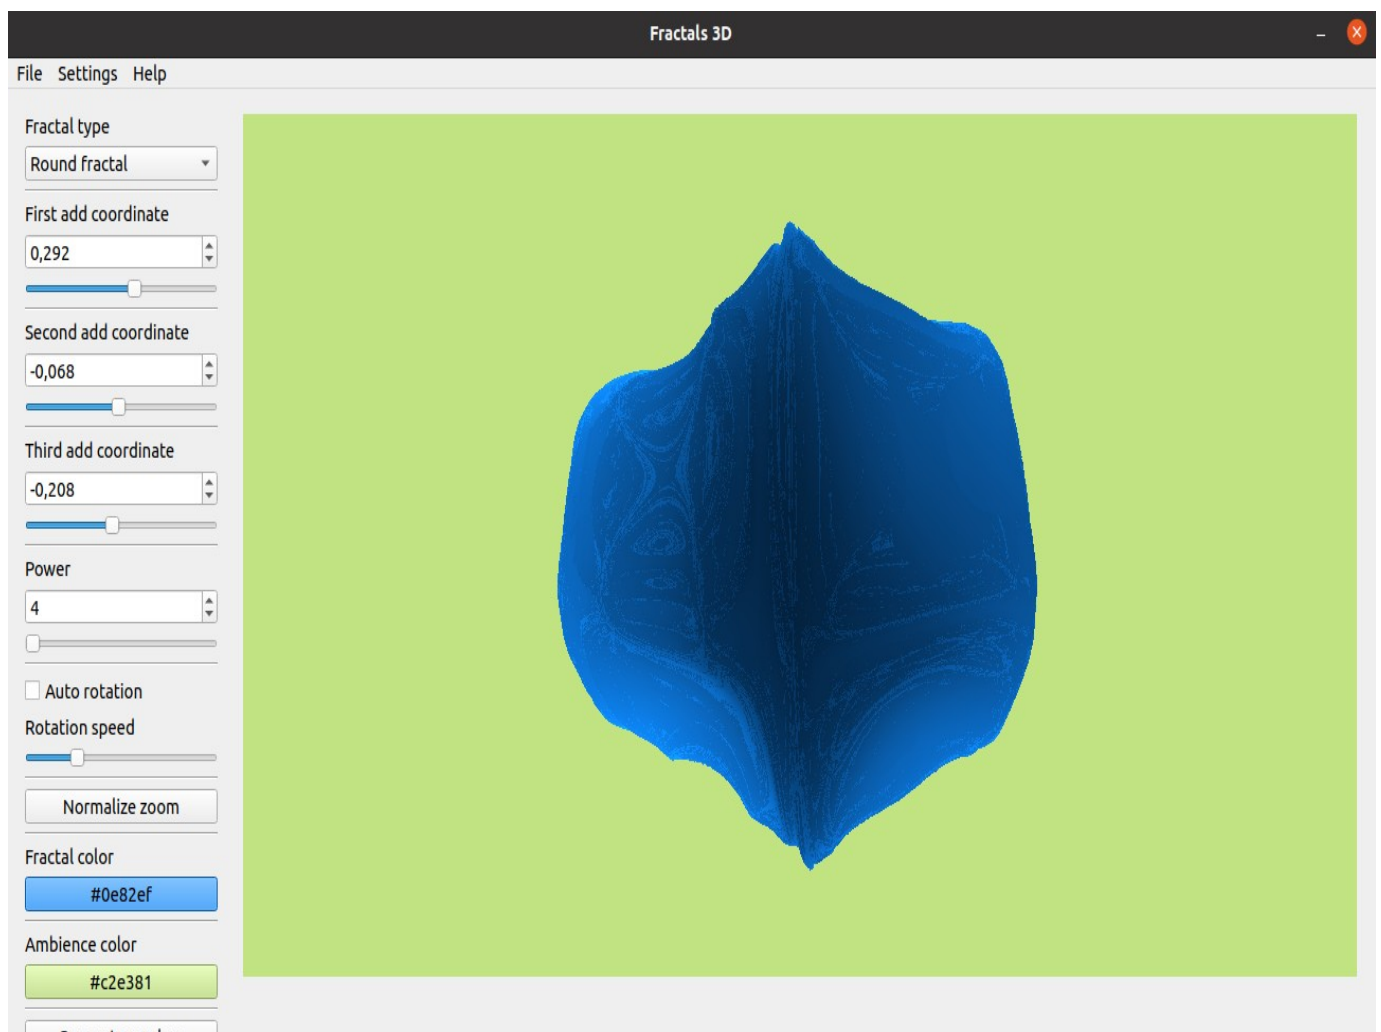 Fractals 3D
File Settings Help
Fractal type
Round fractal
First add coordinate
0,292
Second add coordinate
-0,068
Third add coordinate
-0,208
Power
4
Auto rotation
Rotation speed
Normalize zoom
Fractal color
#0e82ef
Ambience color
#c2e381